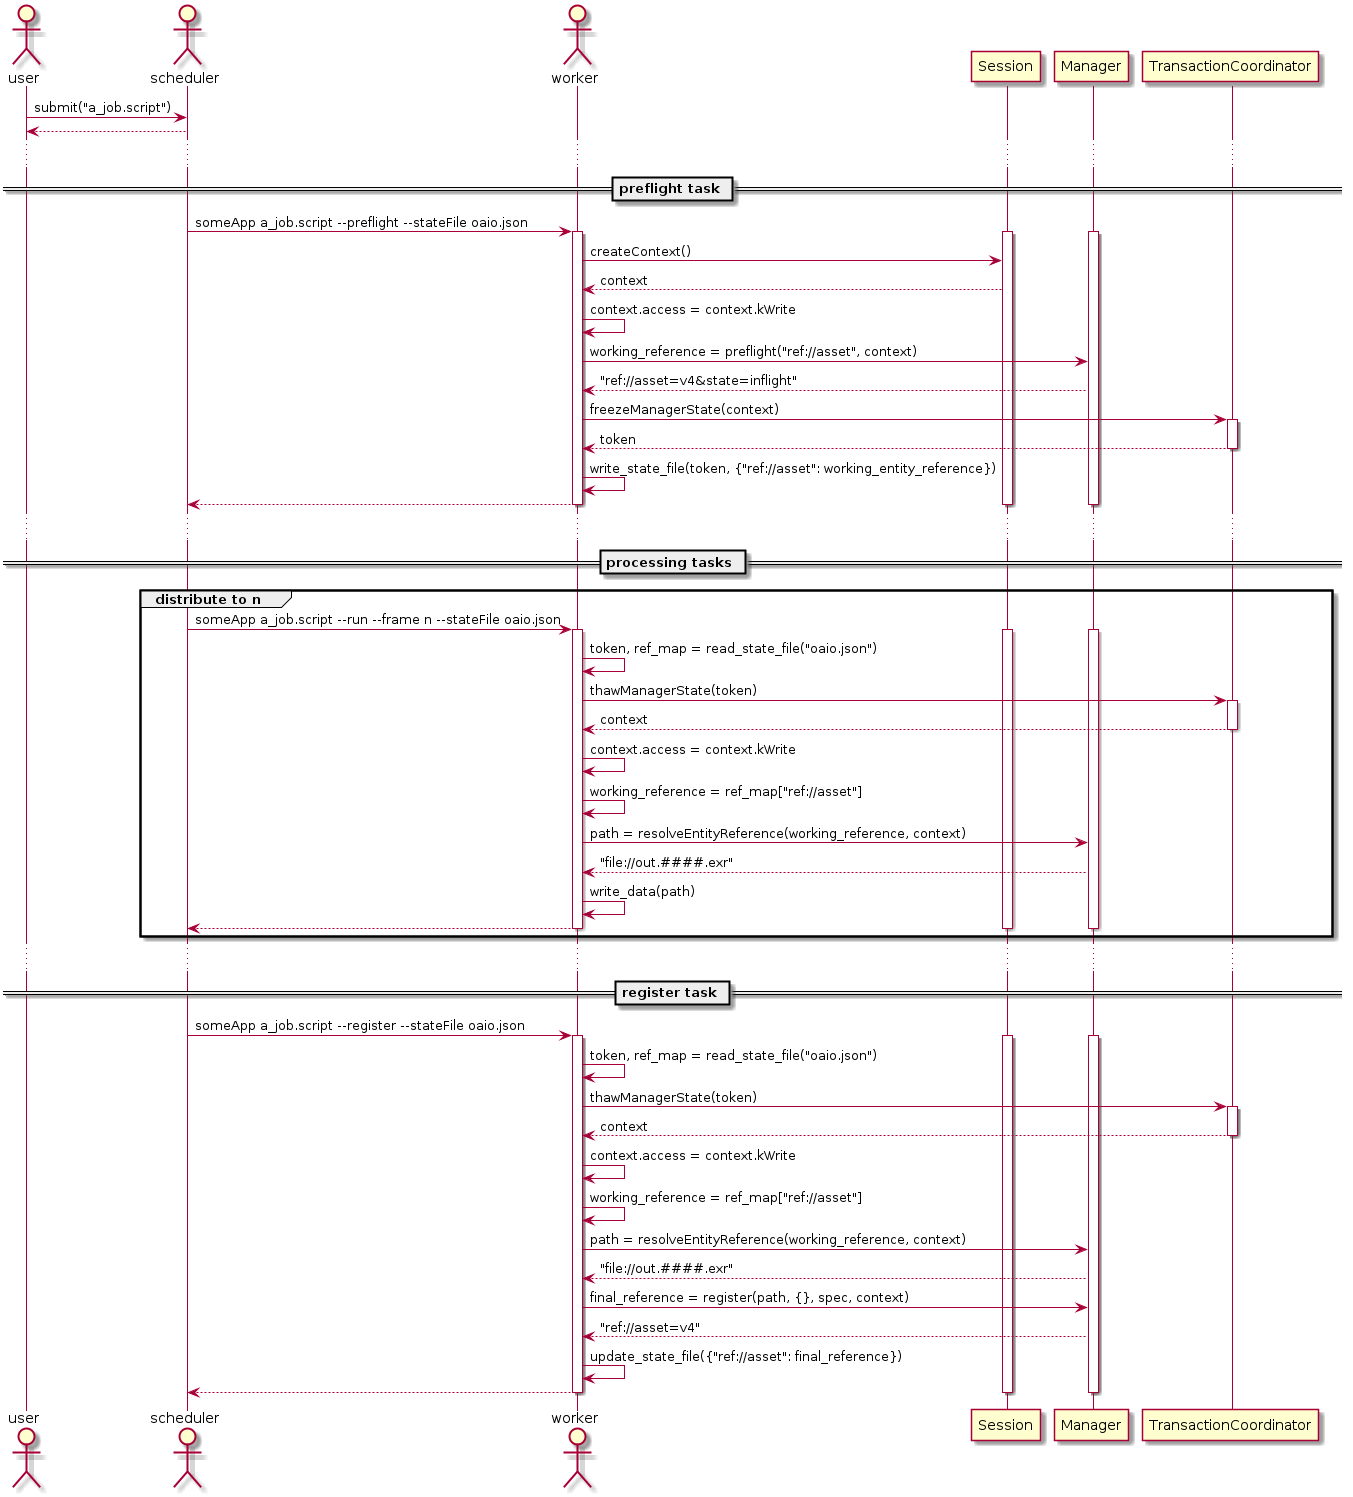 user
scheduler
worker
Session
Manager
TransactionCoordinator
submit("a_job.script")
preflight task
someApp a_job.script --preflight --stateFile oaio.json
createContext()
context
context.access = context.kWrite
working_reference = preflight("ref://asset", context)
"ref://asset=v4&state=inflight"
freezeManagerState(context)
token
write_state_file(token, {"ref://asset": working_entity_reference})
processing tasks
distribute to n
someApp a_job.script --run --frame n --stateFile oaio.json
token, ref_map = read_state_file("oaio.json")
thawManagerState(token)
context
context.access = context.kWrite
working_reference = ref_map["ref://asset"]
path = resolveEntityReference(working_reference, context)
"file://out.####.exr"
write_data(path)
register task
someApp a_job.script --register --stateFile oaio.json
token, ref_map = read_state_file("oaio.json")
thawManagerState(token)
context
context.access = context.kWrite
working_reference = ref_map["ref://asset"]
path = resolveEntityReference(working_reference, context)
"file://out.####.exr"
final_reference = register(path, {}, spec, context)
"ref://asset=v4"
update_state_file({"ref://asset": final_reference})
user
scheduler
worker
Session
Manager
TransactionCoordinator